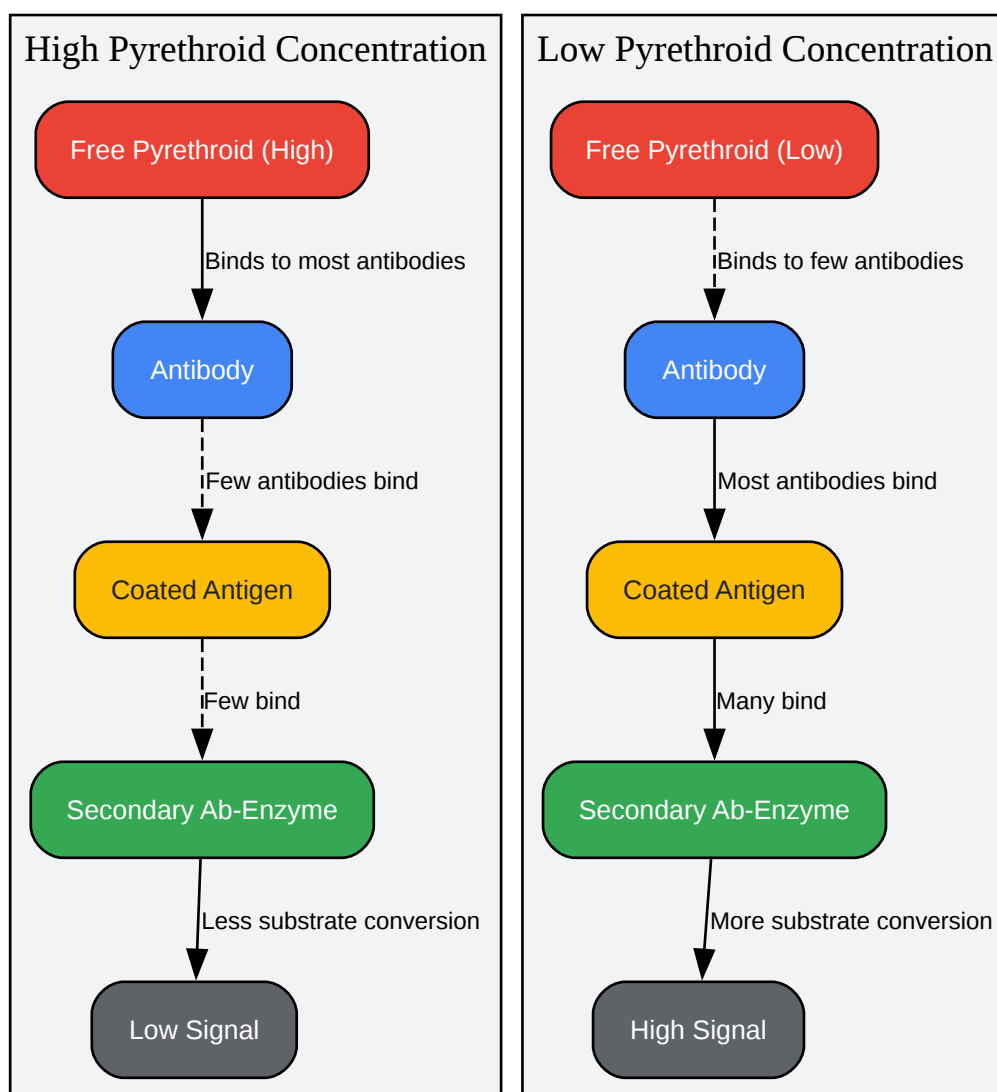 High Pyrethroid Concentration
Free Pyrethroid (High)
Binds to most antibodies
Antibody
Few antibodies bind
Coated Antigen
Few bind
Secondary Ab-Enzyme
Less substrate conversion
Low Signal
Low Pyrethroid Concentration
Free Pyrethroid (Low)
Binds to few antibodies
Antibody
Most antibodies bind
Coated Antigen
Many bind
Secondary Ab-Enzyme
More substrate conversion
High Signal